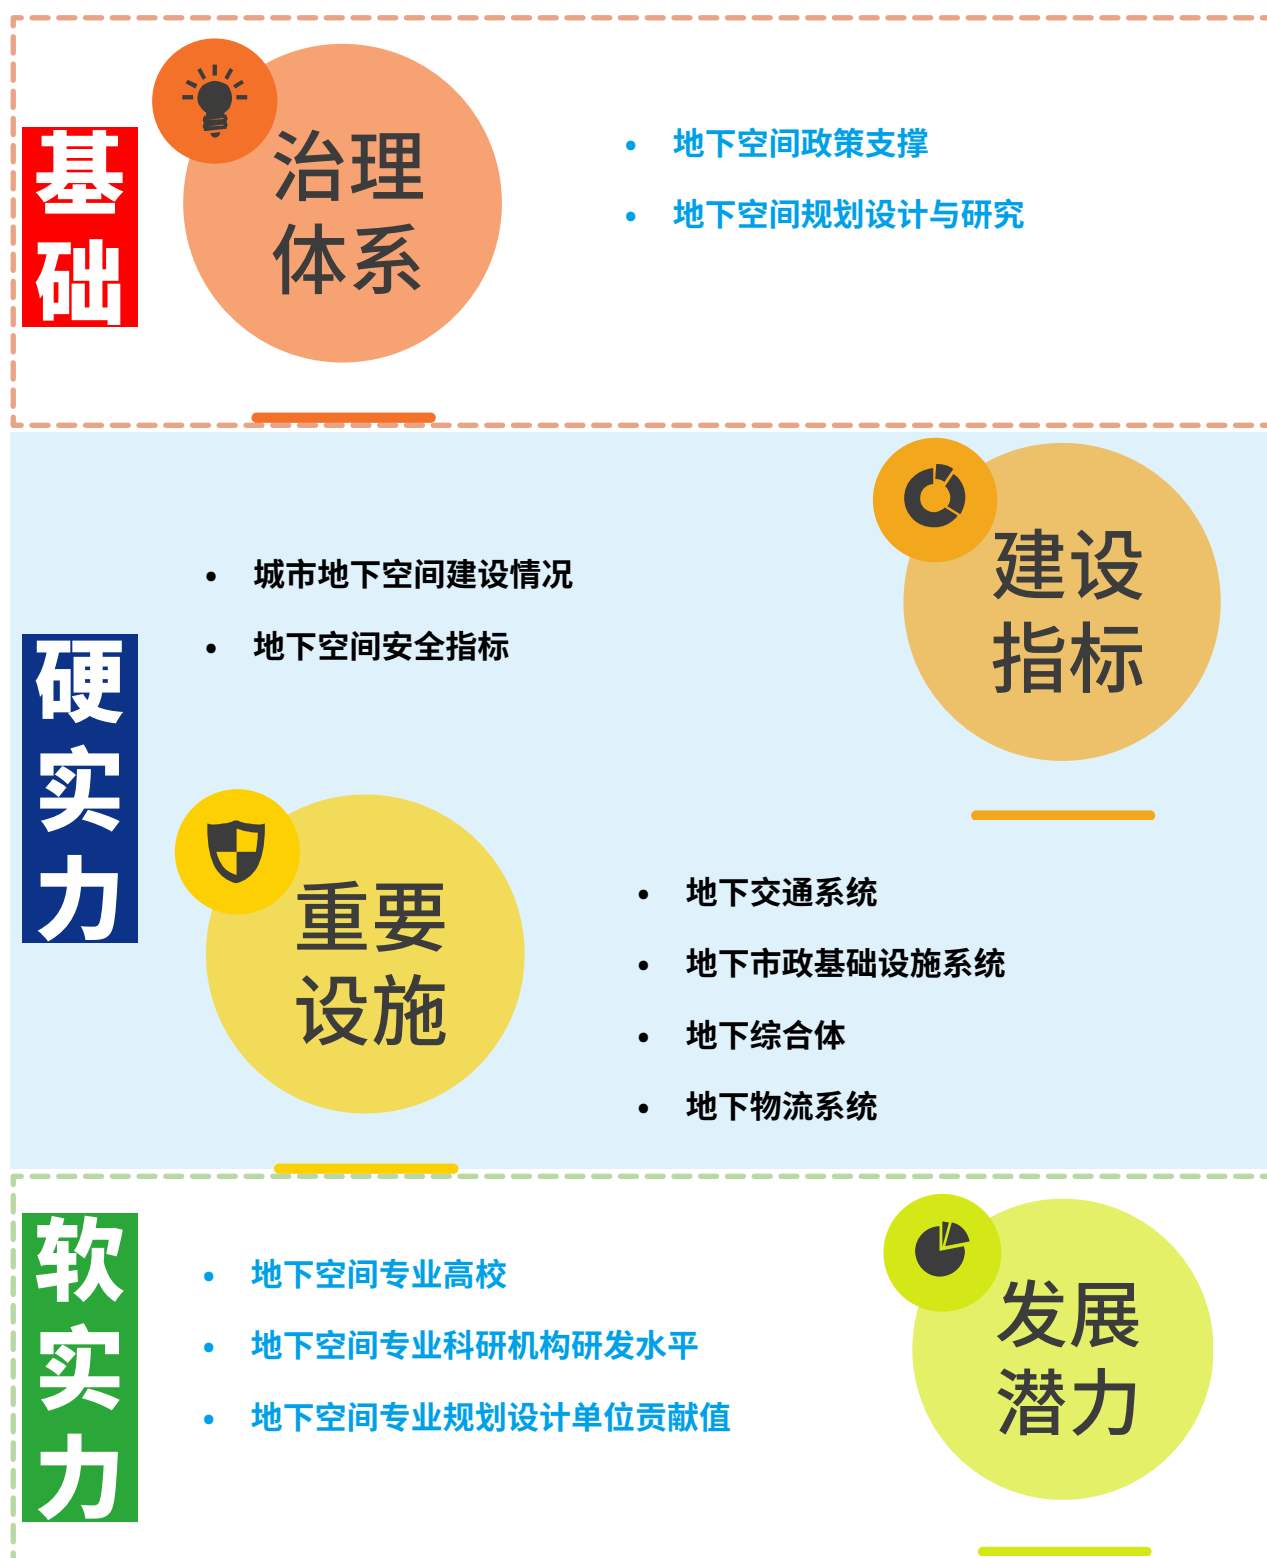 基础
治理
体系
• 地下空间政策支撑
• 地下空间规划设计与研究
硬实力
建设
指标
• 城市地下空间建设情况
• 地下空间安全指标
重要
设施
• 地下交通系统
• 地下市政基础设施系统
• 地下综合体
• 地下物流系统
软实力
• 地下空间专业高校
• 地下空间专业科研机构研发水平
• 地下空间专业规划设计单位贡献值
发展
潜力